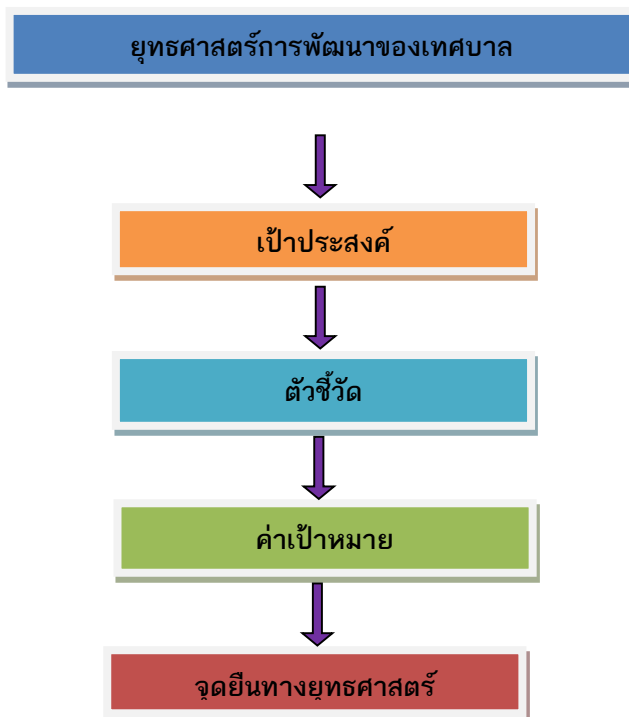 ยุทธศาสตร์การพัฒนาของเทศบาล
เป้าประสงค์
ตัวชี้วัด
ค่าเป้าหมาย
จุดยืนทางยุทธศาสตร์